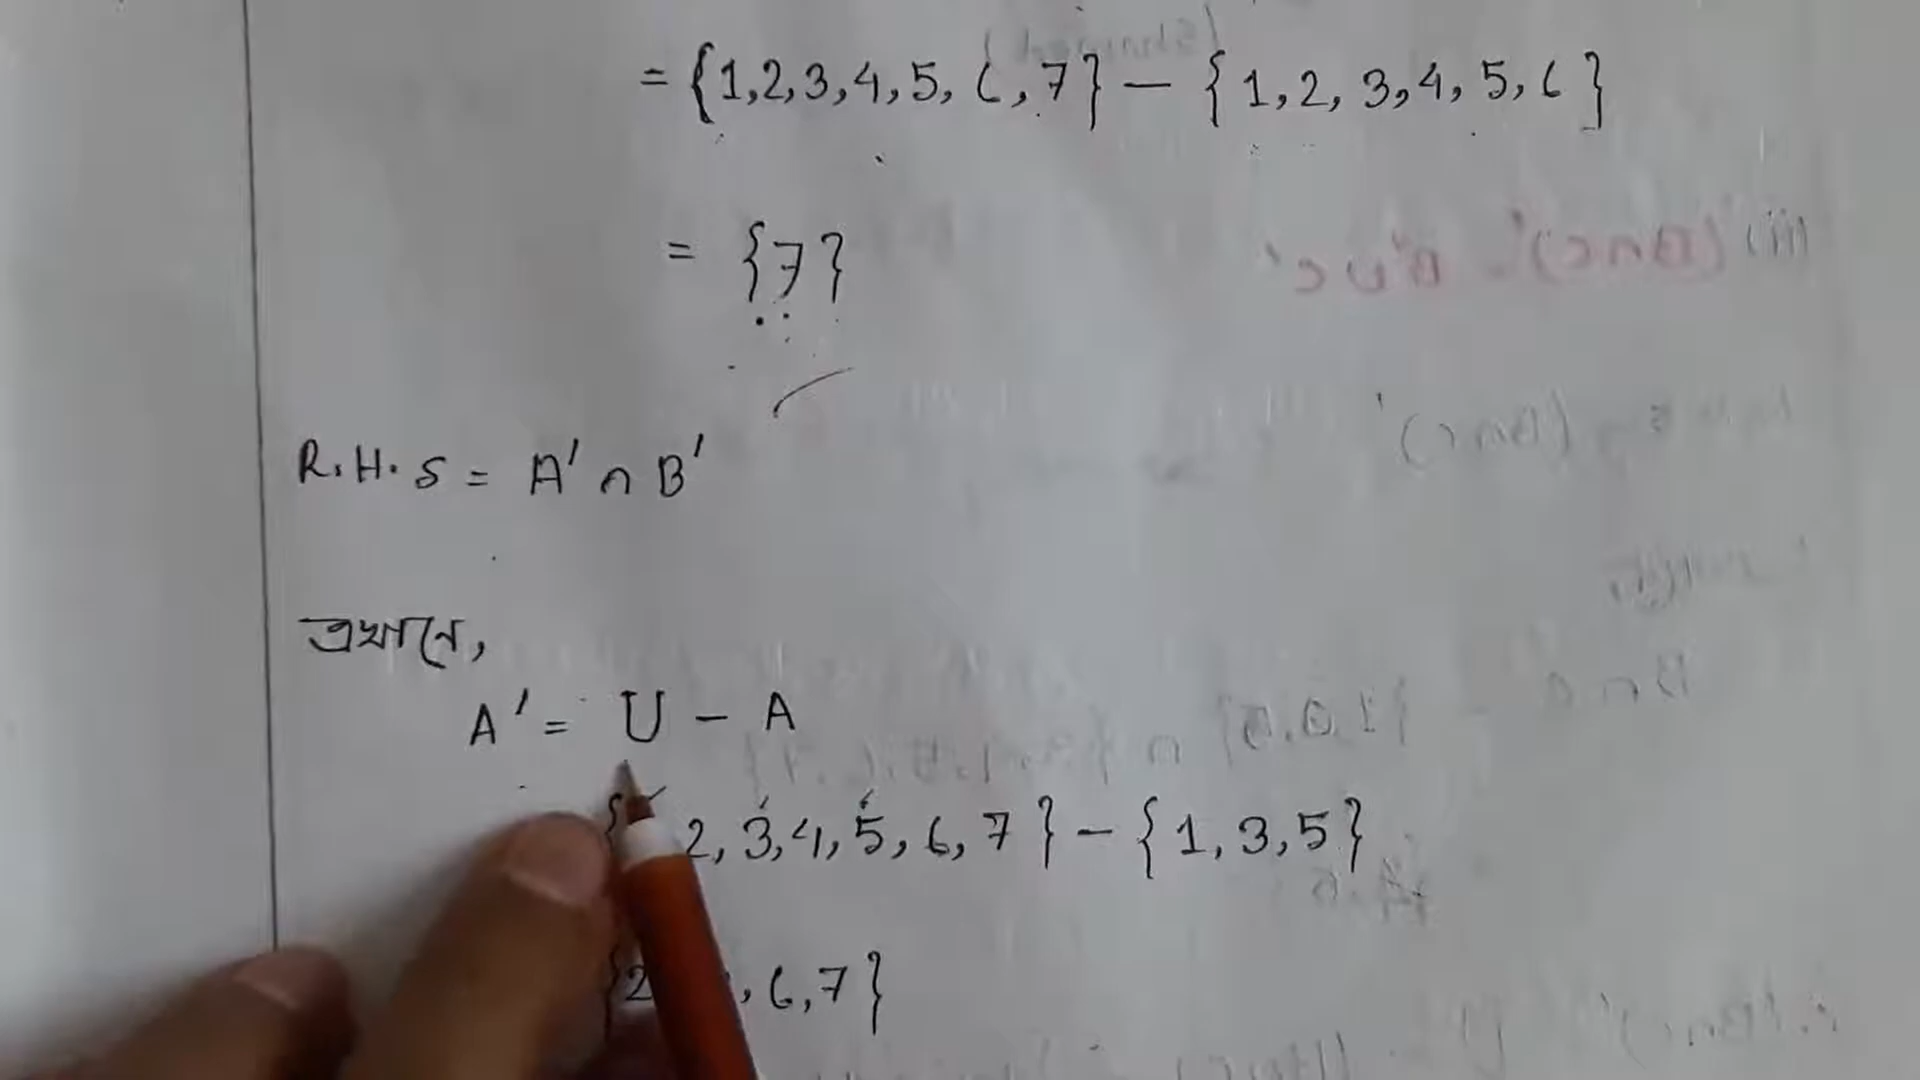 = {1,2,3,4,5, 6,7} − {1,2, 3,4, 5,6}
= {7}
R.H.S = A' ∩ B'
এখানে,
A' = U − A
2, 3,4, 5, 6, 7} − {1, 3,5}
{2 , 6,7}